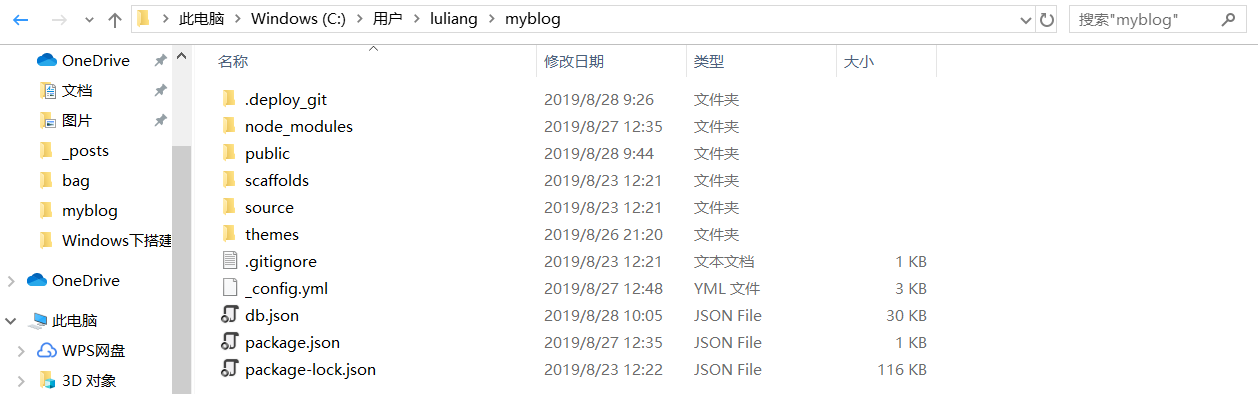 此电脑 Windows (C:) 用户 luliang myblog 搜索"myblog"
OneDrive
文档
图片
_posts
bag
myblog
Windows下搭建
OneDrive
此电脑
WPS网盘
3D 对象
名称 修改日期 类型 大小
.deploy_git 2019/8/28 9:26 文件夹
node_modules 2019/8/27 12:35 文件夹
public 2019/8/28 9:44 文件夹
scaffolds 2019/8/23 12:21 文件夹
source 2019/8/23 12:21 文件夹
themes 2019/8/26 21:20 文件夹
.gitignore 2019/8/23 12:21 文本文档 1 KB
_config.yml 2019/8/27 12:48 YML 文件 3 KB
db.json 2019/8/28 10:05 JSON File 30 KB
package.json 2019/8/27 12:35 JSON File 1 KB
package-lock.json 2019/8/23 12:22 JSON File 116 KB